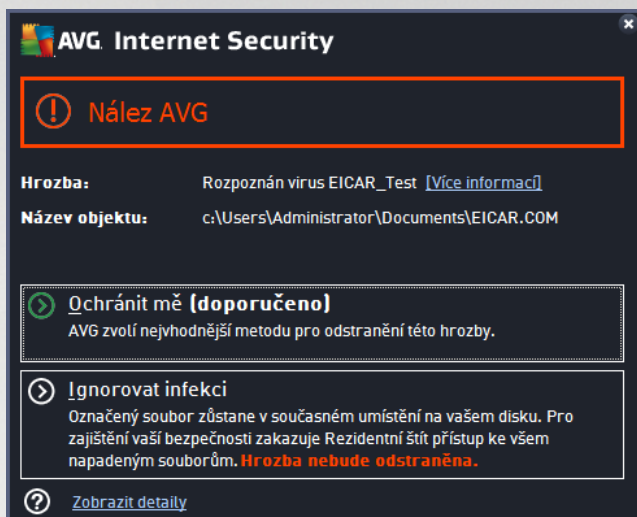 AVG. Internet Security
Nález AVG
Hrozba: Rozpoznán virus EICAR_Test [Více informací]
Název objektu: c:\Users\Administrator\Documents\EICAR.COM
Ochránit mě (doporučeno)
AVG zvolí nejvhodnější metodu pro odstranění této hrozby.
Ignorovat infekci
Označený soubor zůstane v současném umístění na vašem disku. Pro
zajištění vaší bezpečnosti zakazuje Rezidentní štít přístup ke všem
napadeným souborům. Hrozba nebude odstraněna.
Zobrazit detaily